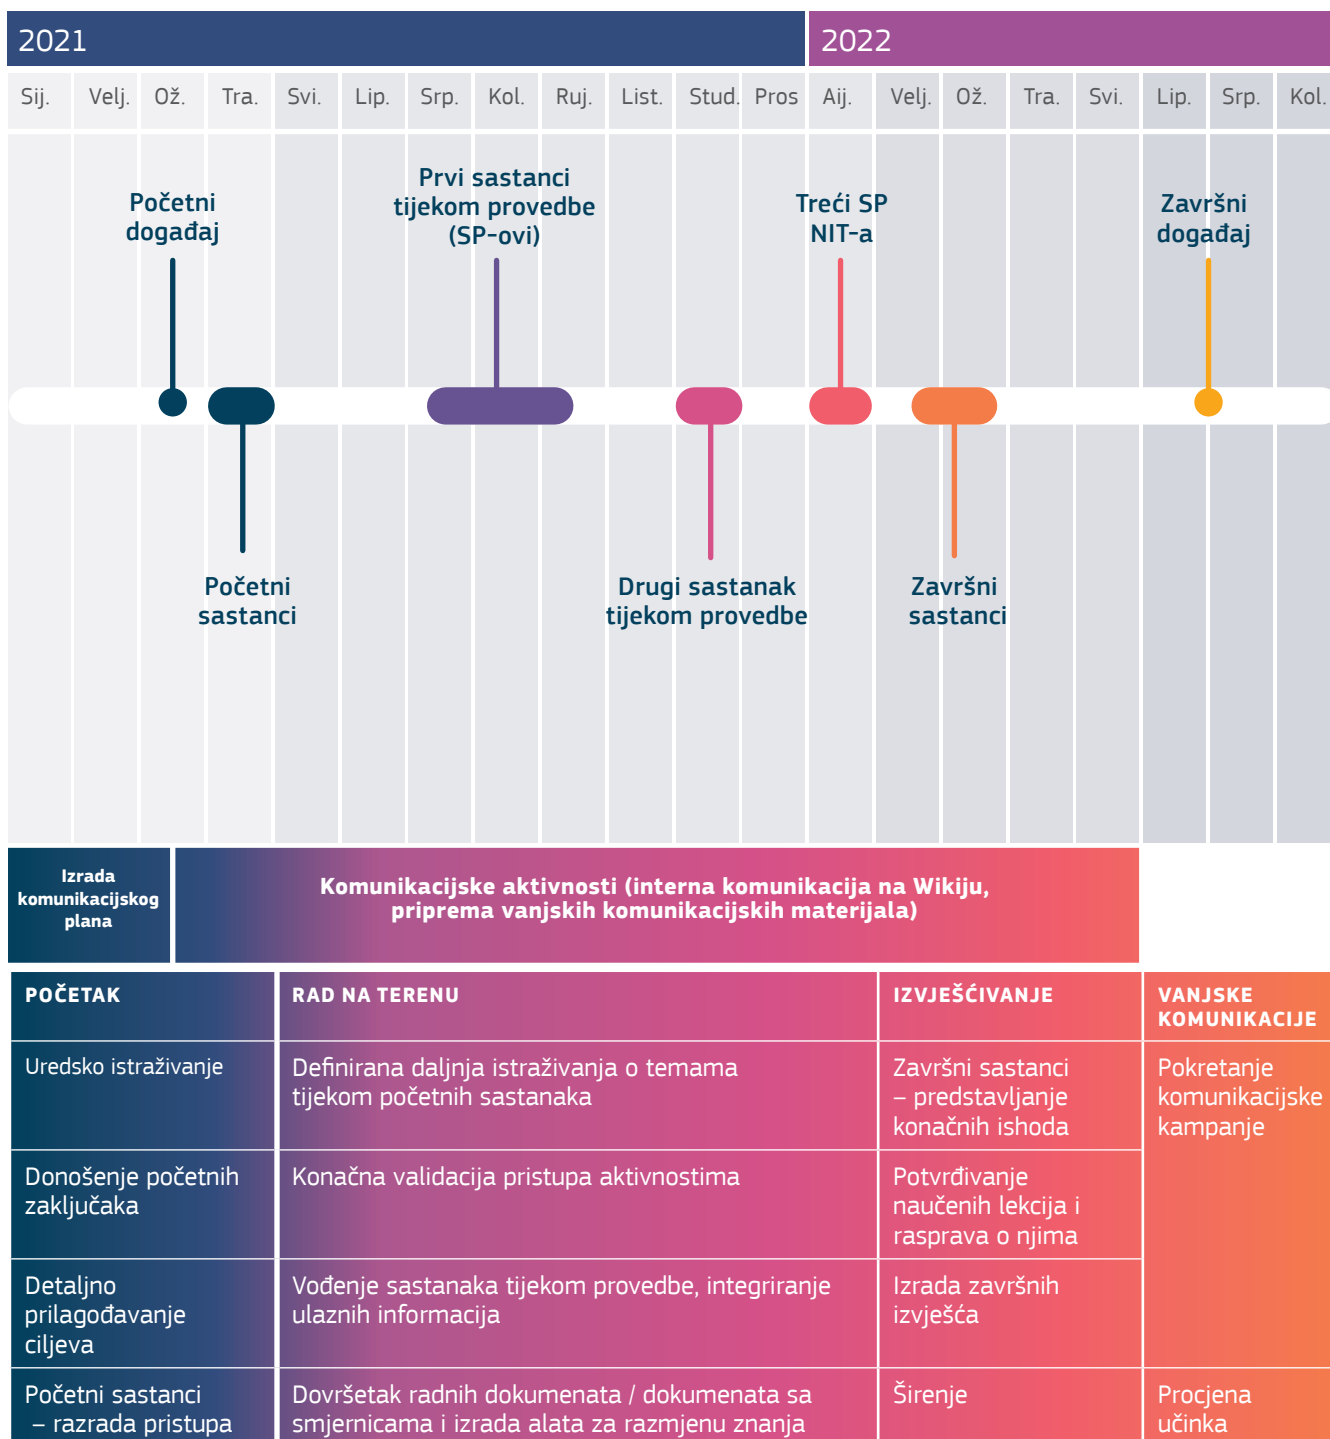 2021
2022
Sij. Velj. Ož. Tra. Svi. Lip. Srp. Kol. Ruj. List. Stud. Pros Aij. Velj. Ož. Tra. Svi. Lip. Srp. Kol.
Početni
događaj
Prvi sastanci
tijekom provedbe
(SP-ovi)
Treći SP
NIT-a
Završni
događaj
Početni
sastanci
Drugi sastanak
tijekom provedbe
Završni
sastanci
Izrada
komunikacijskog
plana
Komunikacijske aktivnosti (interna komunikacija na Wikiju,
priprema vanjskih komunikacijskih materijala)
POČETAK
RAD NA TERENU
IZVJEŠĆIVANJE
VANJSKE
KOMUNIKACIJE
Uredsko istraživanje
Definirana daljnja istraživanja o temama
tijekom početnih sastanaka
Završni sastanci
– predstavljanje
konačnih ishoda
Pokretanje
komunikacijske
kampanje
Donošenje početnih
zaključaka
Konačna validacija pristupa aktivnostima
Potvrđivanje
naučenih lekcija i
rasprava o njima
Detaljno
prilagođavanje
ciljeva
Vođenje sastanaka tijekom provedbe, integriranje
ulaznih informacija
Izrada završnih
izvješća
Početni sastanci
– razrada pristupa
Dovršetak radnih dokumenata / dokumenata sa
smjernicama i izrada alata za razmjenu znanja
Širenje
Procjena
učinka